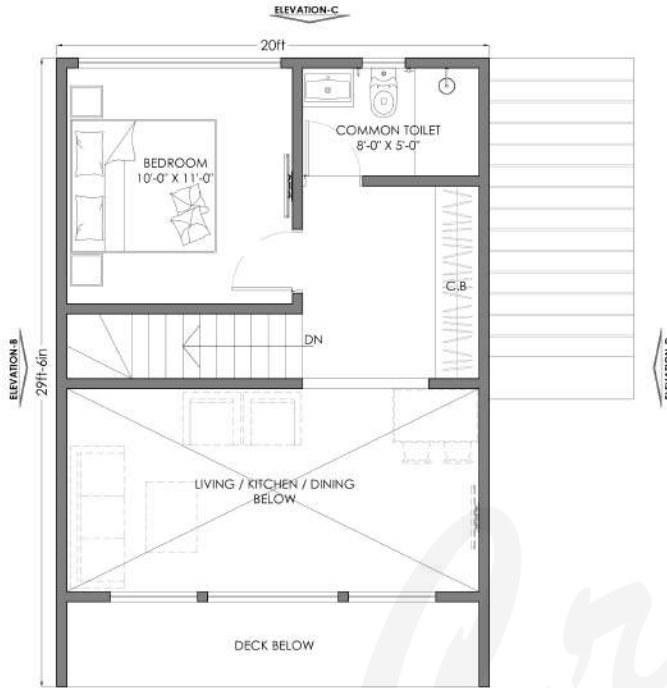 ELEVATION-C
20ft
COMMON TOILET
8'-0" X 5'-0"
BEDROOM
10'-0" X 11'-0"
C.B
DN
ELEVATION-B
29ft-6in
LIVING / KITCHEN / DINING
BELOW
DECK BELOW